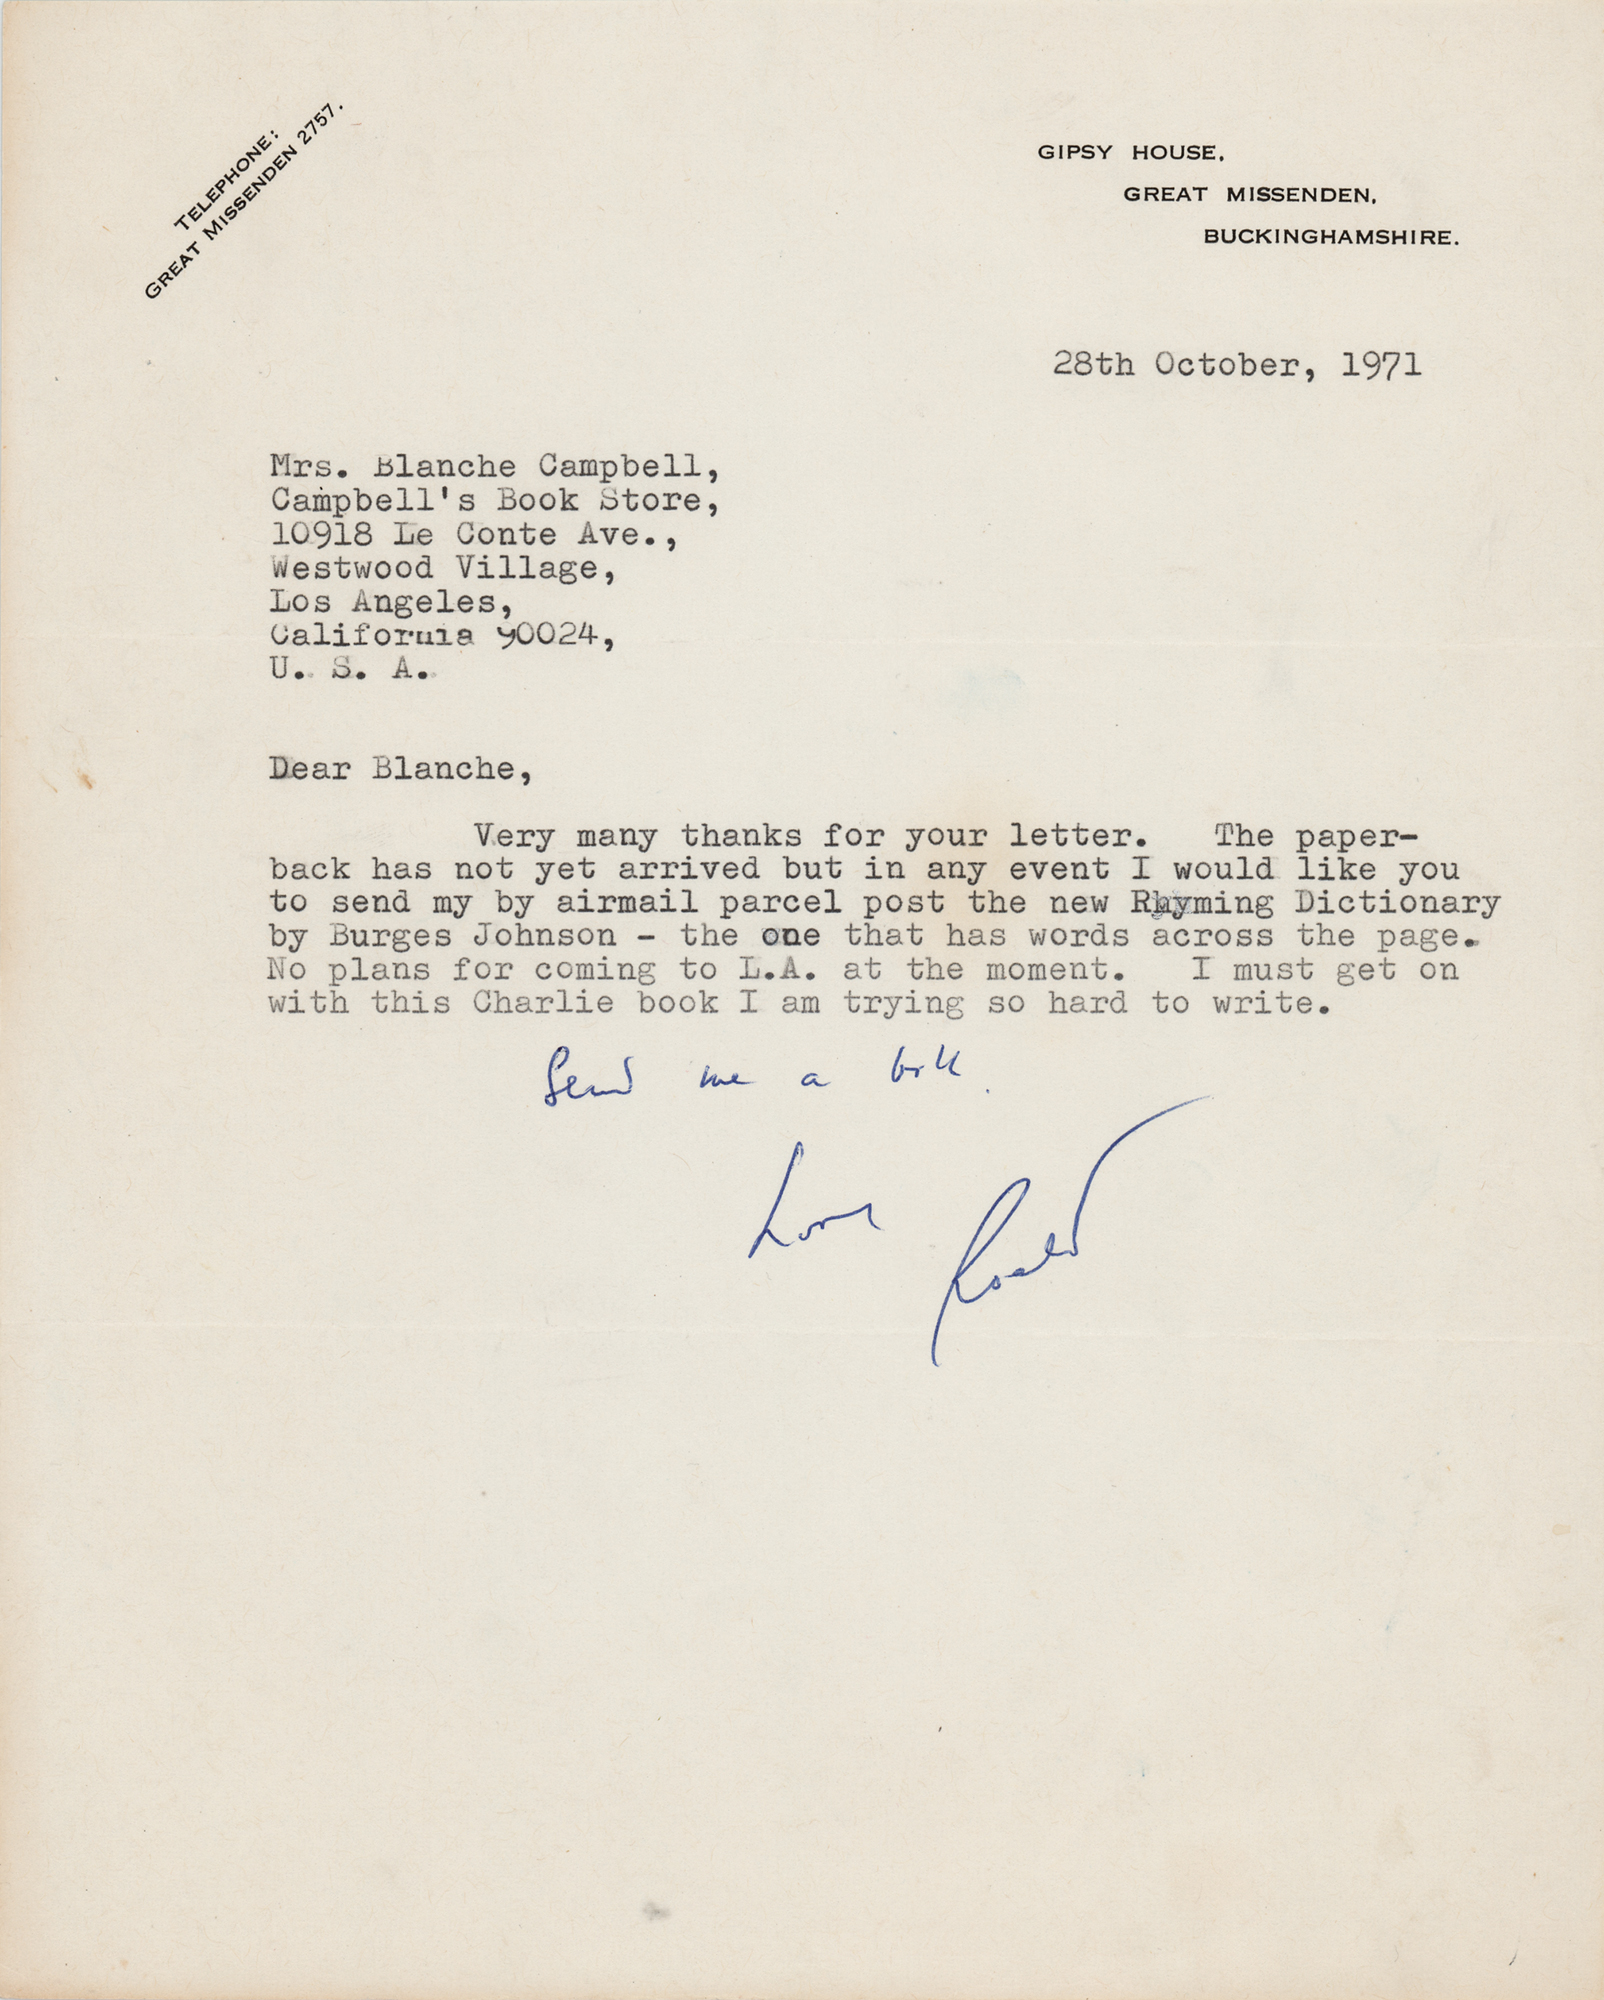 TELEPHONE:
GREAT MISSENDEN 2757.
GIPSY HOUSE,
GREAT MISSENDEN,
BUCKINGHAMSHIRE.
28th October, 1971
Mrs. Blanche Campbell,
Campbell's Book Store,
10918 Le Conte Ave.,
Westwood Village,
Los Angeles,
California 90024,
U. S. A.
Dear Blanche,
Very many thanks for your letter. The paper-
back has not yet arrived but in any event I would like you
to send my by airmail parcel post the new Rhyming Dictionary
by Burges Johnson - the one that has words across the page.
No plans for coming to L.A. at the moment. I must get on
with this Charlie book I am trying so hard to write.
Send me a bill.
Love
Roald